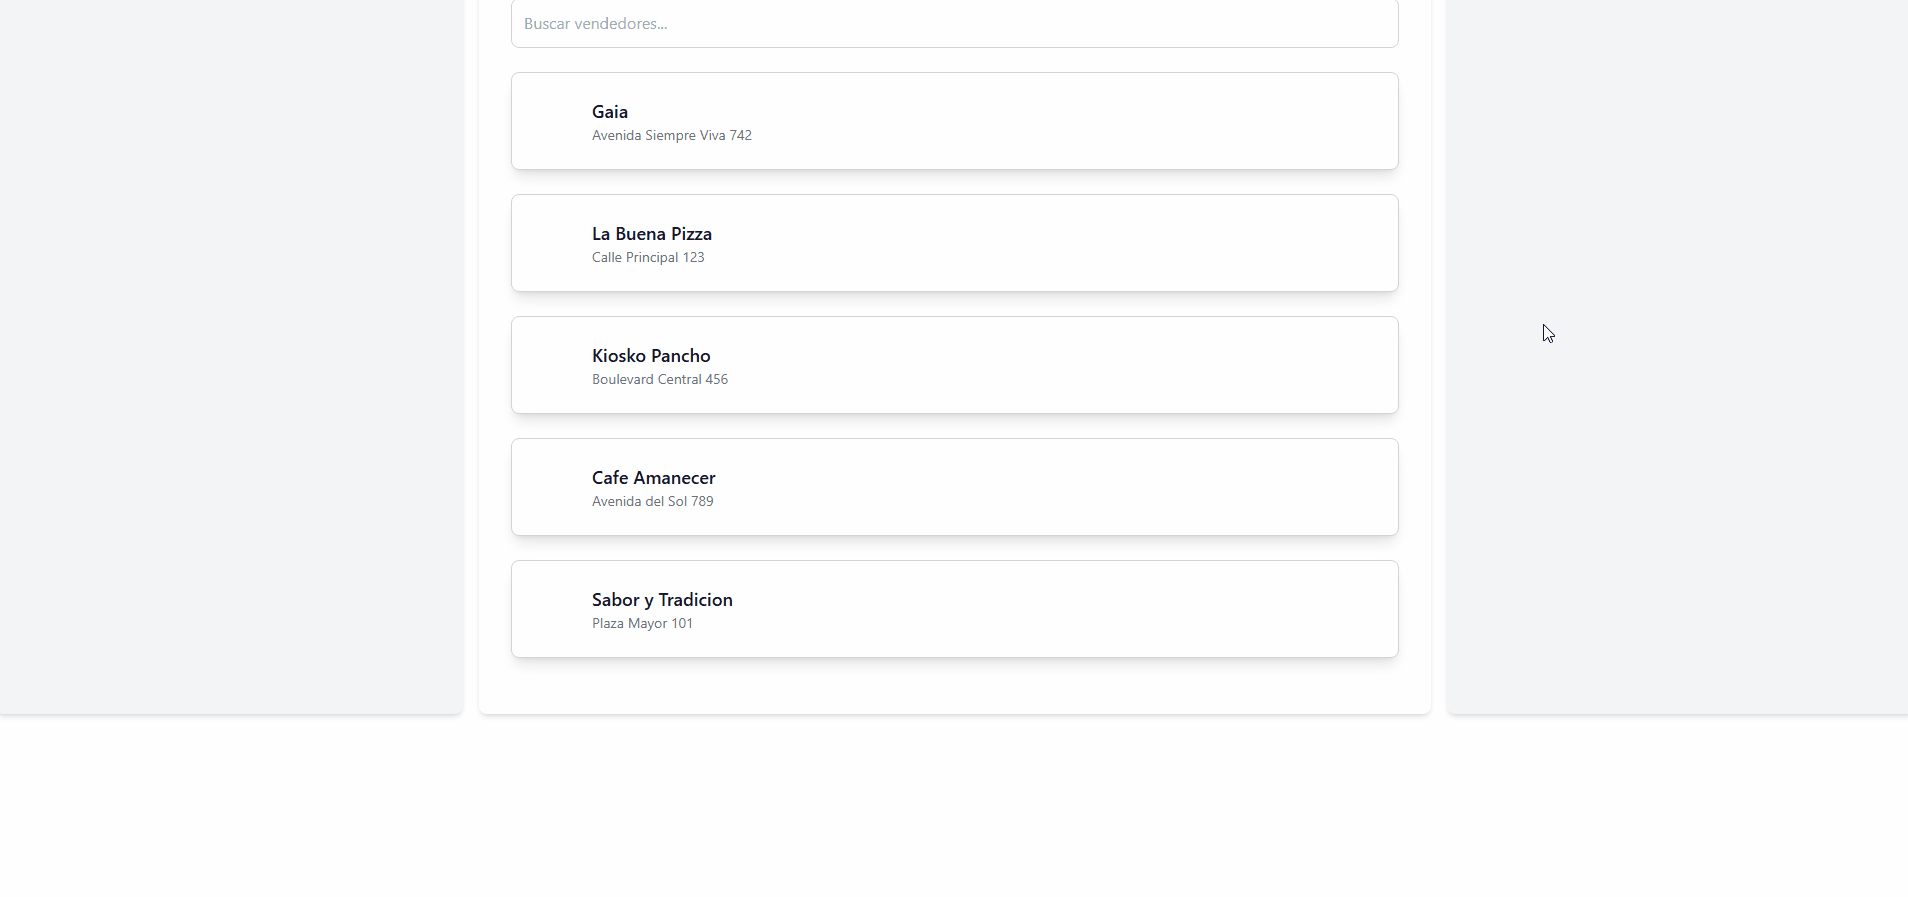 Buscar vendedores...
Gaia
Avenida Siempre Viva 742
La Buena Pizza
Calle Principal 123
Kiosko Pancho
Boulevard Central 456
Cafe Amanecer
Avenida del Sol 789
Sabor y Tradicion
Plaza Mayor 101